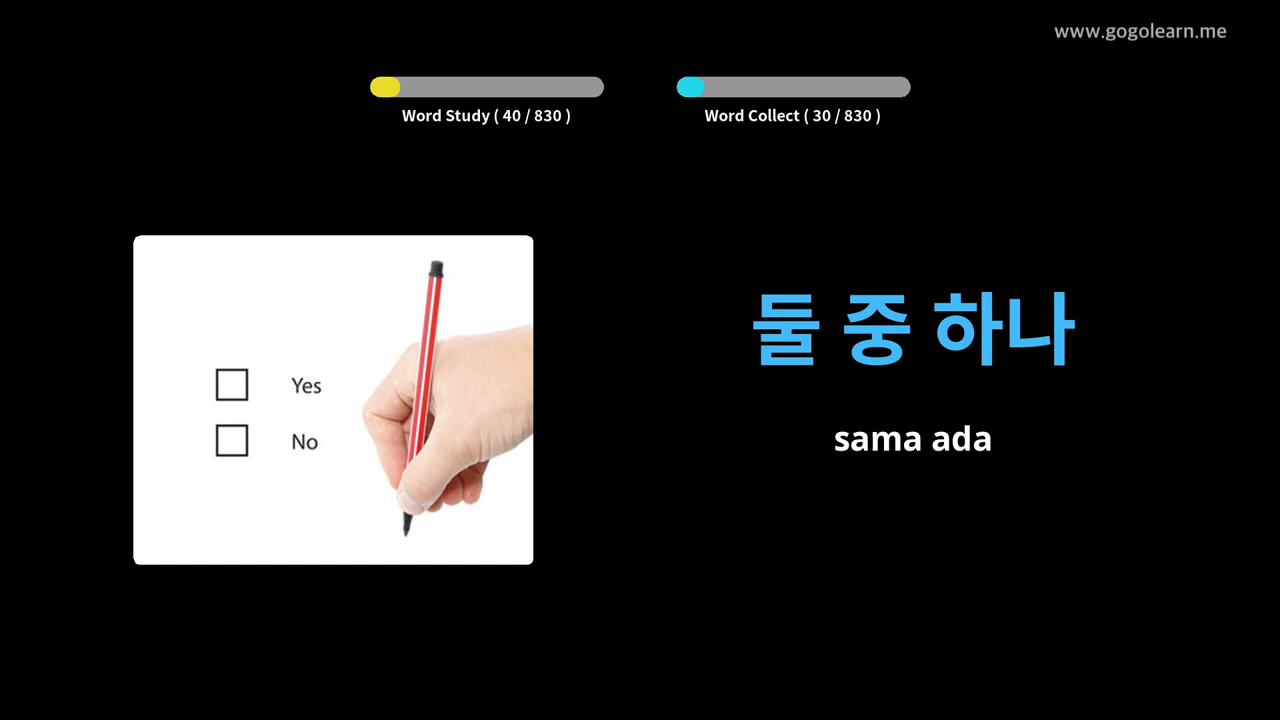 www.gogolearn.me
Word Study ( 40 / 830 )
Word Collect ( 30 / 830 )
Yes
No
둘 중 하나
sama ada